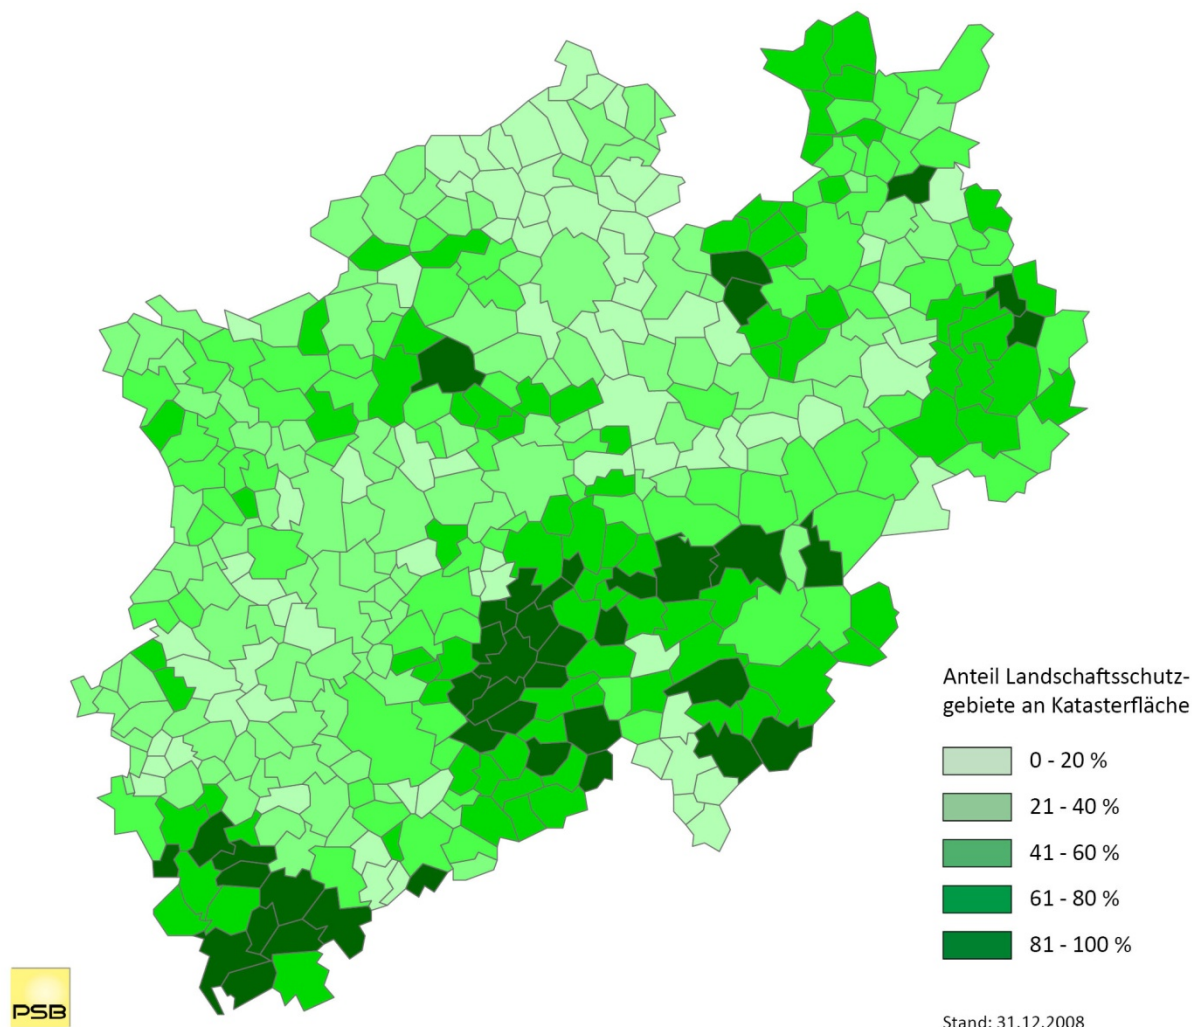 Anteil Landschaftsschutz-
gebiete an Katasterfläche
0 - 20 %
21 - 40 %
41 - 60 %
61 - 80 %
81 - 100 %
PSB
Stand: 31.12.2008